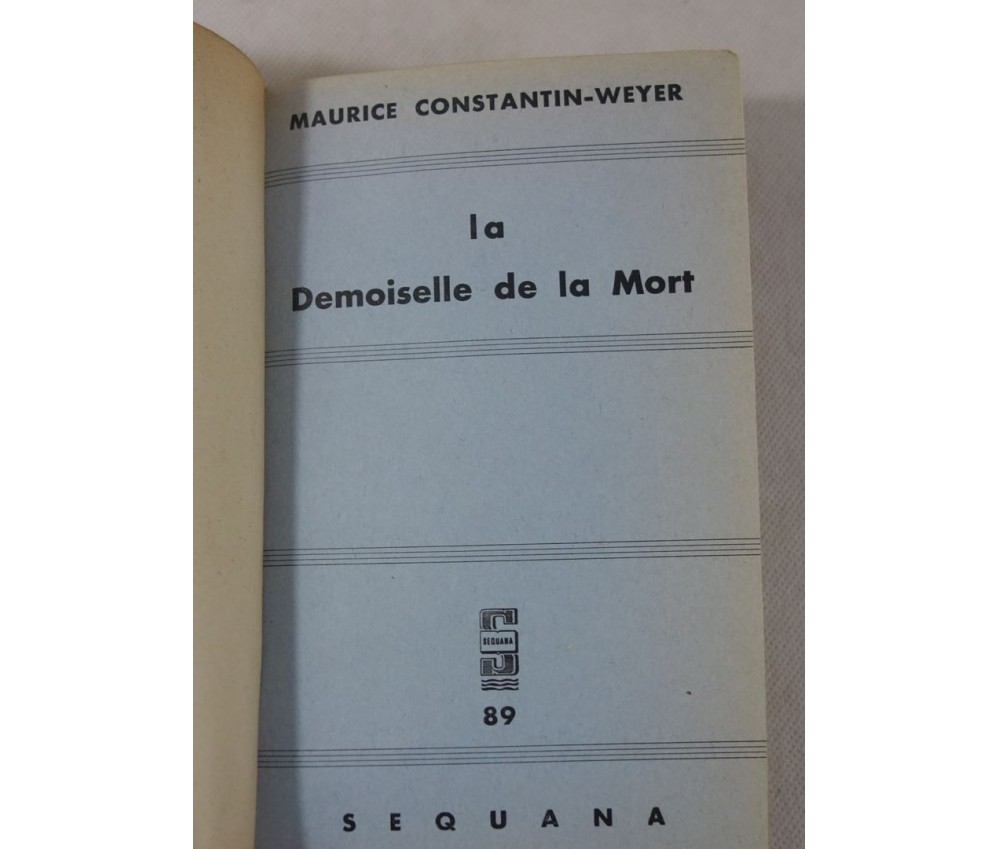 MAURICE CONSTANTIN-WEYER
la
Demoiselle de la Mort
SEQUANA
89
SEQUANA